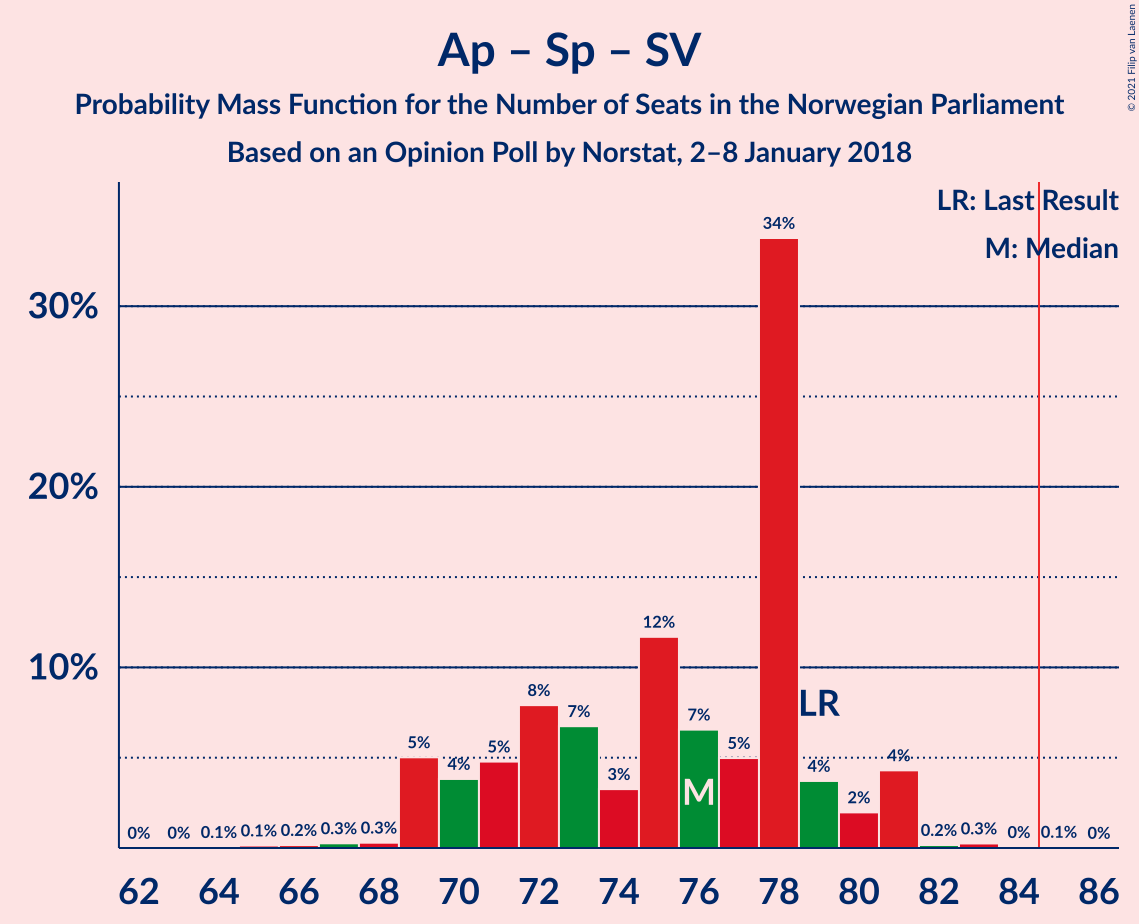 Ap – Sp – SV
Probability Mass Function for the Number of Seats in the Norwegian Parliament
Based on an Opinion Poll by Norstat, 2–8 January 2018
© 2021 Filip van Laenen
LR: Last Result
M: Median
30%
20%
10%
0% 0% 0.1% 0.1% 0.2% 0.3% 0.3% 5% 4% 5% 8% 7% 3% 12% 7% 5% 34% 4% 2% 4% 0.2% 0.3% 0% 0.1% 0%
LR
M
62 64 66 68 70 72 74 76 78 80 82 84 86